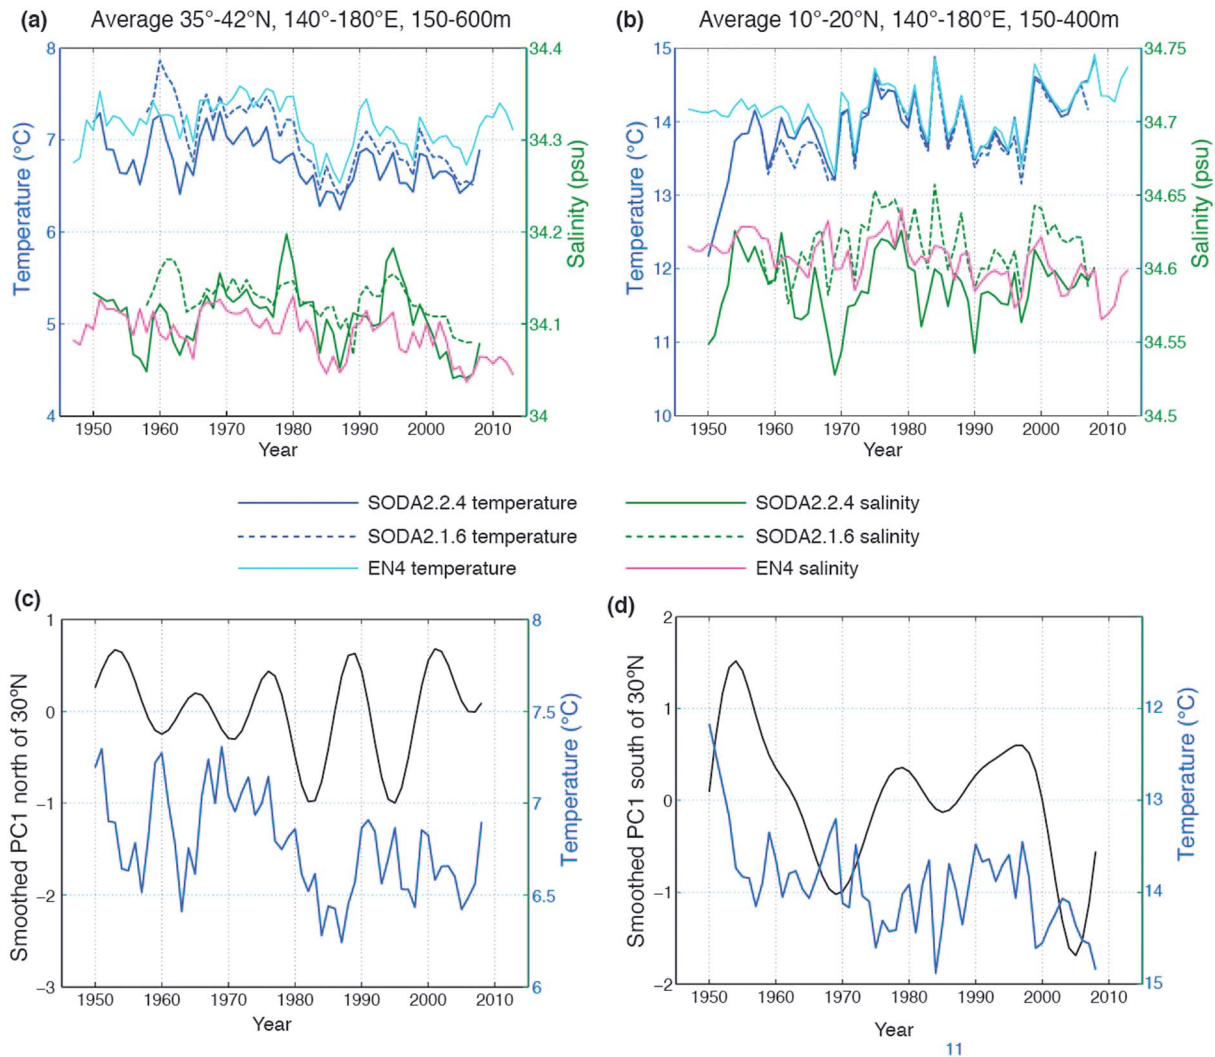 (a) Average 35°-42°N, 140°-180°E, 150-600m
(b) Average 10°-20°N, 140°-180°E, 150-400m
8
7
6
5
4
Temperature (°C)
34.4
34.3
34.2
34.1
34
Salinity (psu)
1950 1960 1970 1980 1990 2000 2010
Year
15
14
13
12
11
10
Temperature (°C)
34.75
34.7
34.65
34.6
34.55
34.5
Salinity (psu)
1950 1960 1970 1980 1990 2000 2010
Year
SODA2.2.4 temperature
SODA2.1.6 temperature
EN4 temperature
SODA2.2.4 salinity
SODA2.1.6 salinity
EN4 salinity
(c)
1
0
−1
−2
−3
Smoothed PC1 north of 30°N
8
7.5
7
6.5
6
Temperature (°C)
1950 1960 1970 1980 1990 2000 2010
Year
(d)
2
1
0
−1
−2
Smoothed PC1 south of 30°N
12
13
14
15
Temperature (°C)
1950 1960 1970 1980 1990 2000 2010
Year
11